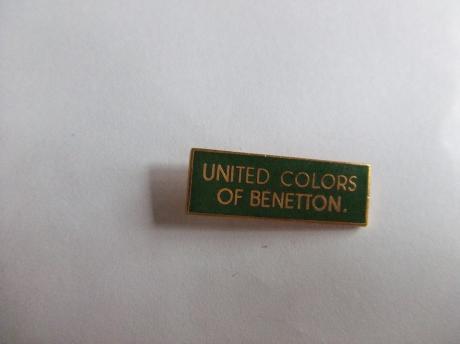 UNITED COLORS
OF BENETTON.